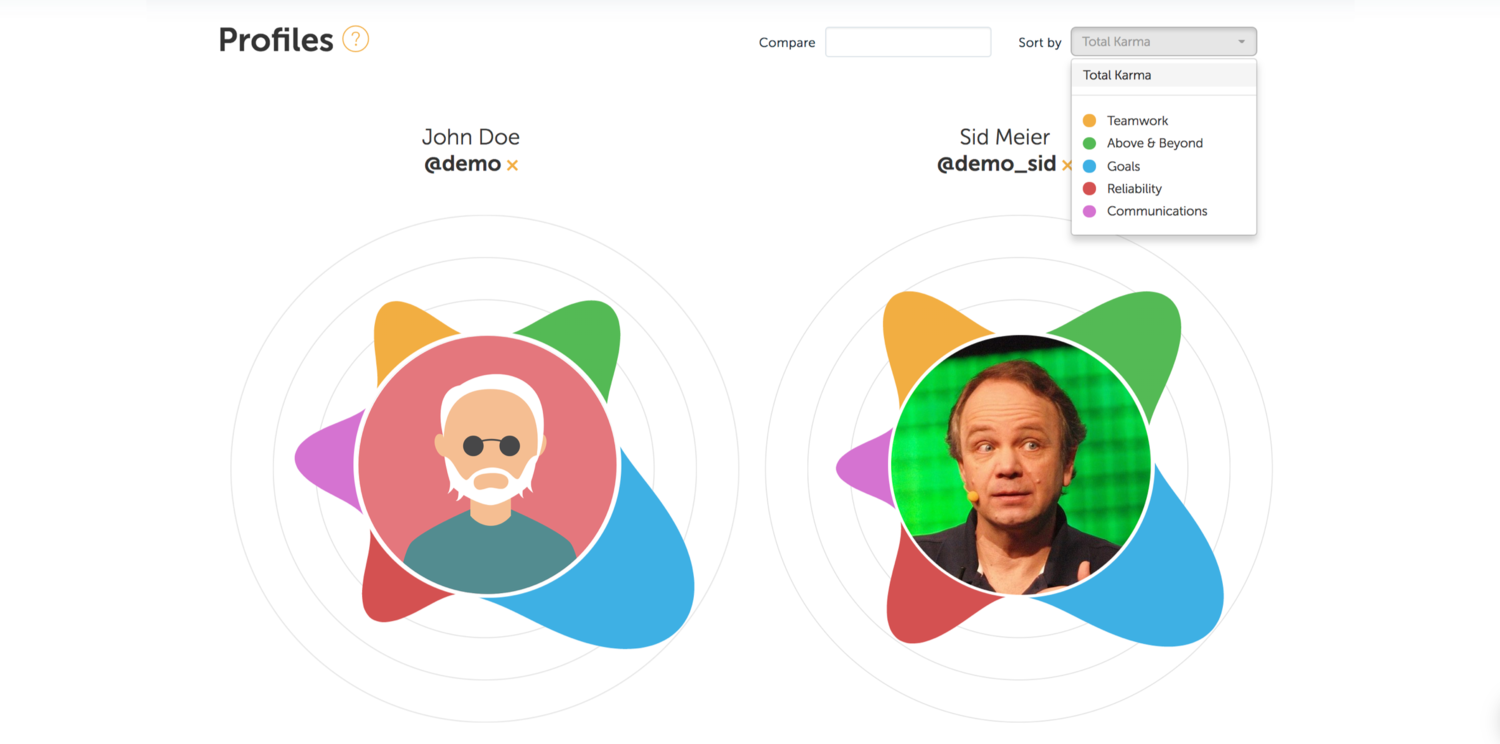 Profiles ?
Compare
Sort by
Total Karma
Total Karma
Teamwork
Above & Beyond
Goals
Reliability
Communications
John Doe
@demo ×
Sid Meier
@demo_sid ×